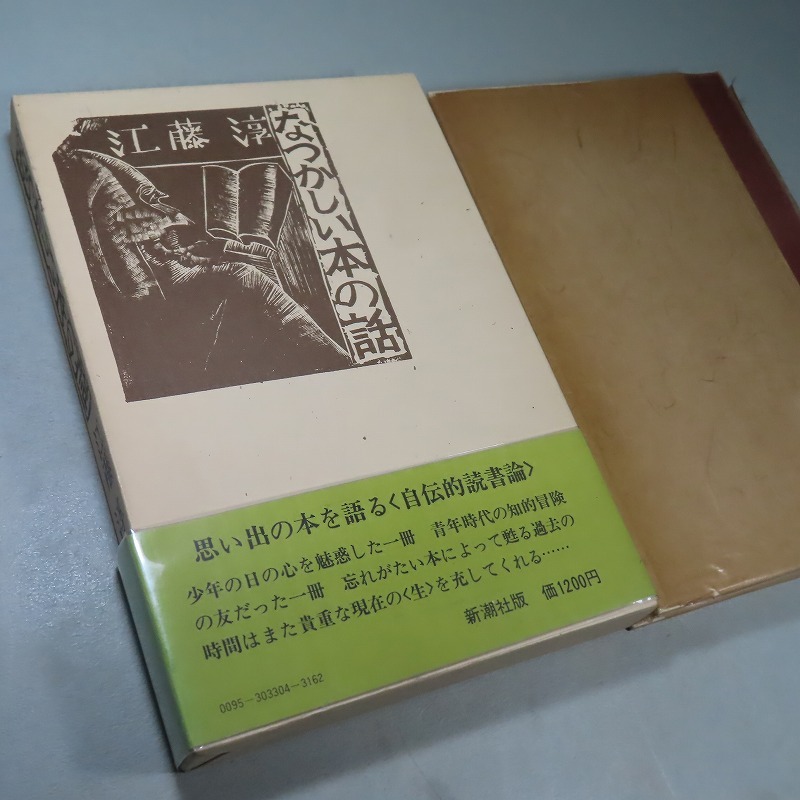 江藤 淳
なつかしい本の話
思い出の本を語る〈自伝的読書論〉
少年の日の心を魅惑した一冊 青年時代の知的冒険
の友だった一冊 忘れがたい本によって甦る過去の
時間はまた貴重な現在の〈生〉を充してくれる……
新潮社版 価1200円
0095-303304-3162